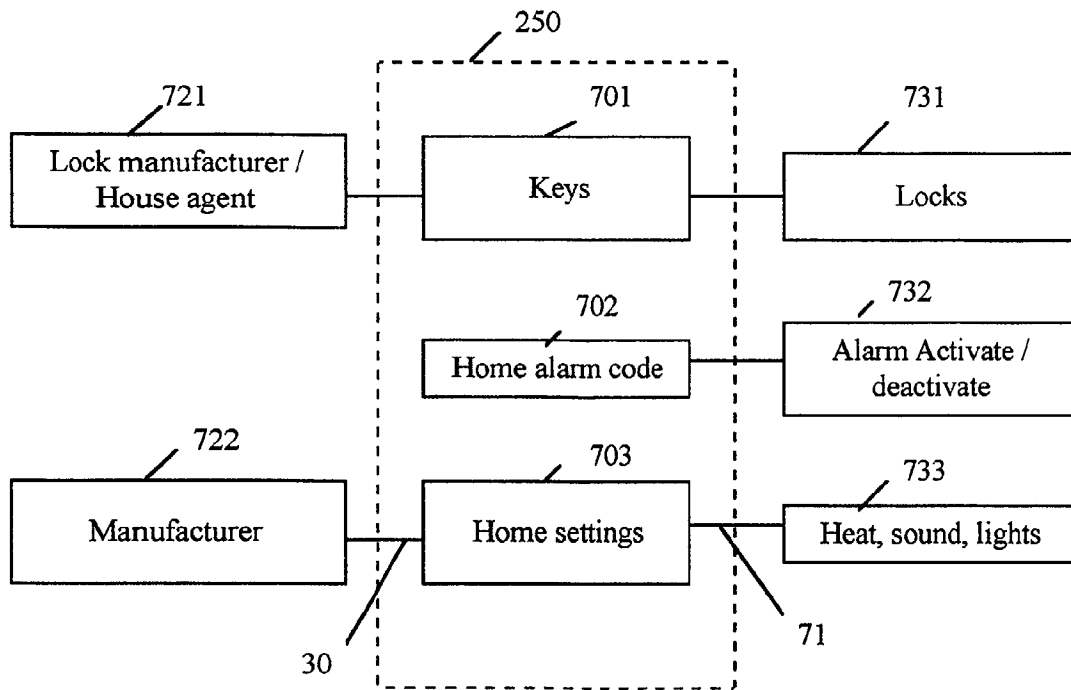 250
721
701
731
Lock manufacturer /
House agent
Keys
Locks
702
732
Home alarm code
Alarm Activate /
deactivate
722
703
733
Manufacturer
Home settings
Heat, sound, lights
30
71